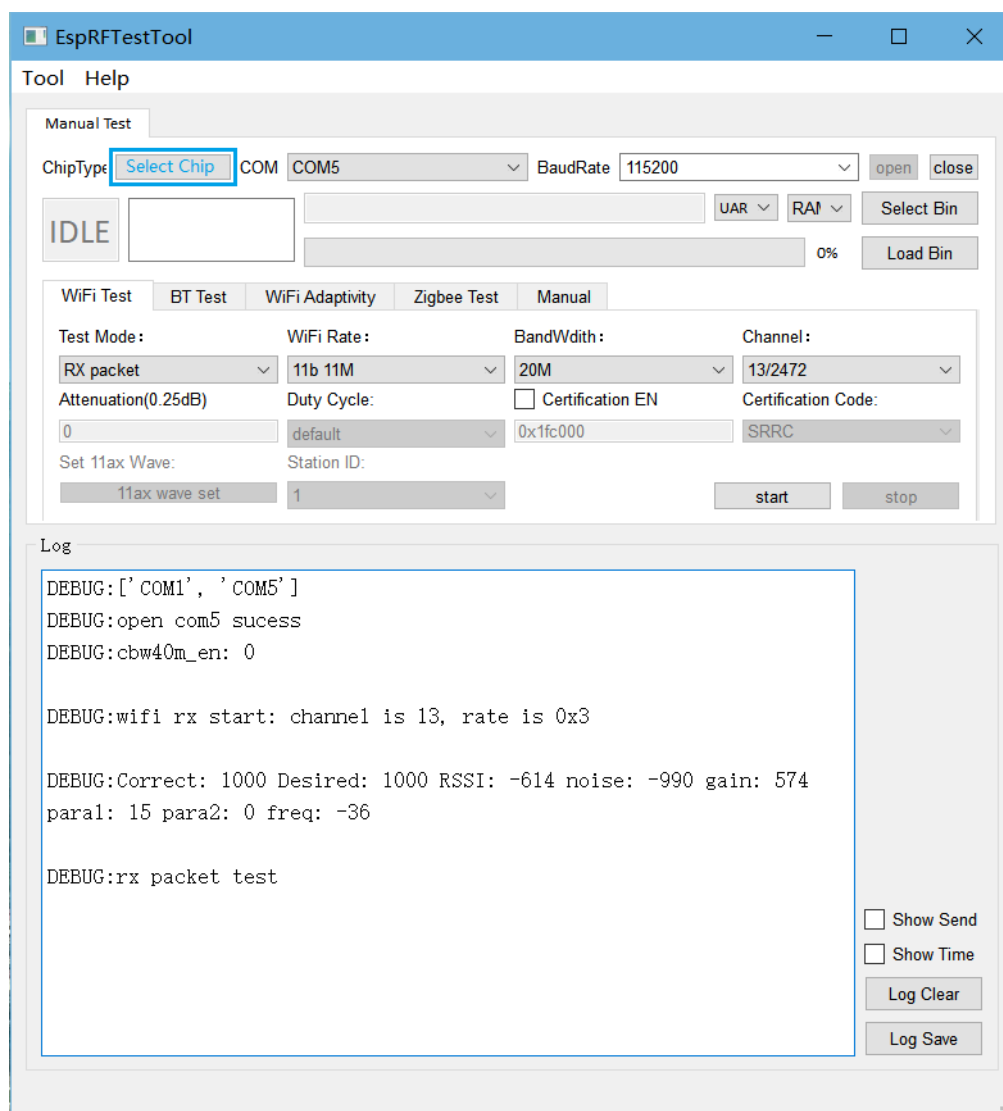 EspRFTestTool
Tool Help
Manual Test
ChipType Select Chip COM COM5 BaudRate 115200 open close
UAR RAM Select Bin
IDLE
0% Load Bin
WiFi Test BT Test WiFi Adaptivity Zigbee Test Manual
Test Mode: WiFi Rate: BandWdith: Channel:
RX packet 11b 11M 20M 13/2472
Attenuation(0.25dB) Duty Cycle: Certification EN Certification Code:
0 default 0x1fc000 SRRC
Set 11ax Wave: Station ID:
11ax wave set 1 start stop
Log
DEBUG:['COM1', 'COM5']
DEBUG:open com5 sucess
DEBUG:cbw40m_en: 0
DEBUG:wifi rx start: channel is 13, rate is 0x3
DEBUG:Correct: 1000 Desired: 1000 RSSI: -614 noise: -990 gain: 574
para1: 15 para2: 0 freq: -36
DEBUG:rx packet test
Show Send
Show Time
Log Clear
Log Save